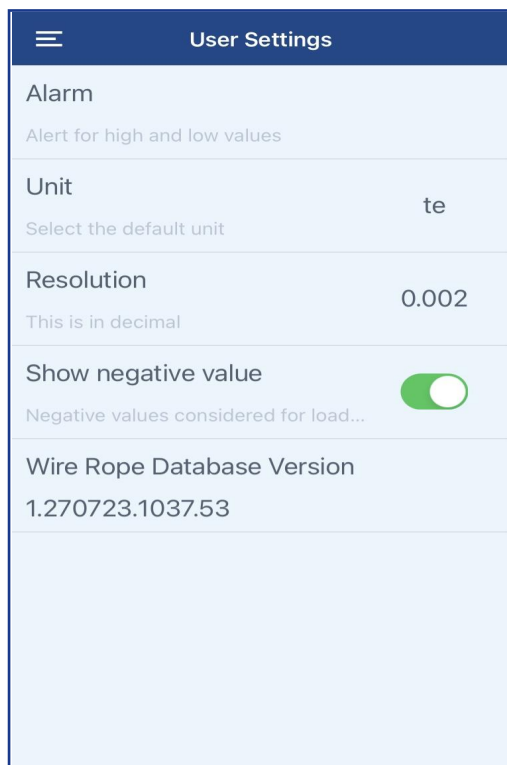 User Settings
Alarm
Alert for high and low values
Unit
te
Select the default unit
Resolution
0.002
This is in decimal
Show negative value
Negative values considered for load...
Wire Rope Database Version
1.270723.1037.53